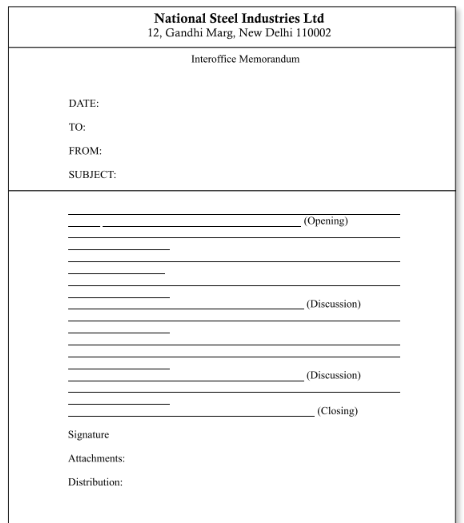 National Steel Industries Ltd
12, Gandhi Marg, New Delhi 110002
Interoffice Memorandum
DATE:
TO:
FROM:
SUBJECT:
(Opening)
(Discussion)
(Discussion)
(Closing)
Signature
Attachments:
Distribution: